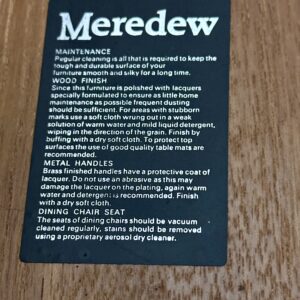 Meredew
MAINTENANCE
Regular cleaning is all that is required to keep the
tough and durable surface of your
furniture smooth and silky for a long time.
WOOD FINISH
Since this furniture is polished with lacquers
specially formulated to ensure as little home
maintenance as possible frequent dusting
should be sufficient. For areas with stubborn
marks use a soft cloth wrung out in a weak
solution of warm water and mild liquid detergent,
wiping in the direction of the grain. Finish by
buffing with a dry soft cloth. To protect top
surfaces the use of good quality table mats are
recommended.
METAL HANDLES
Brass finished handles have a protective coat of
lacquer. Do not use an abrasive as this may
damage the lacquer on the plating, again warm
water and detergent is recommended. Finish
with a dry soft cloth.
DINING CHAIR SEAT
The seats of dining chairs should be vacuum
cleaned regularly, stains should be removed
using a proprietary aerosol dry cleaner.